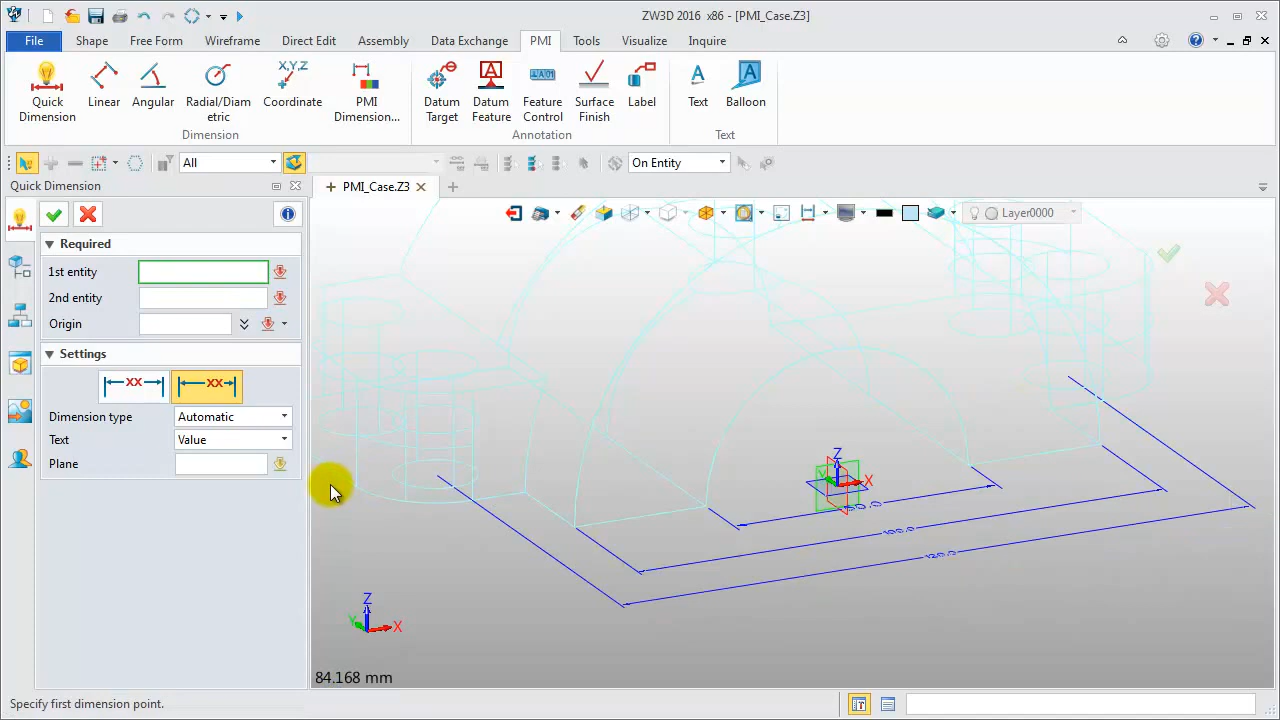 ZW3D 2016 x86 - [PMI_Case.Z3]
File Shape Free Form Wireframe Direct Edit Assembly Data Exchange PMI Tools Visualize Inquire
X,Y,Z
Quick Dimension Linear Angular Radial/Diam etric Coordinate PMI Dimension... Datum Target Datum Feature Feature Control Surface Finish Label Text Balloon
Dimension Annotation Text
All On Entity
Quick Dimension PMI_Case.Z3
Layer0000
Required
1st entity
2nd entity
Origin
Settings
XX XX
Dimension type Automatic
Text Value
Plane
Z
Y X
Z
Y X
84.168 mm
Specify first dimension point.